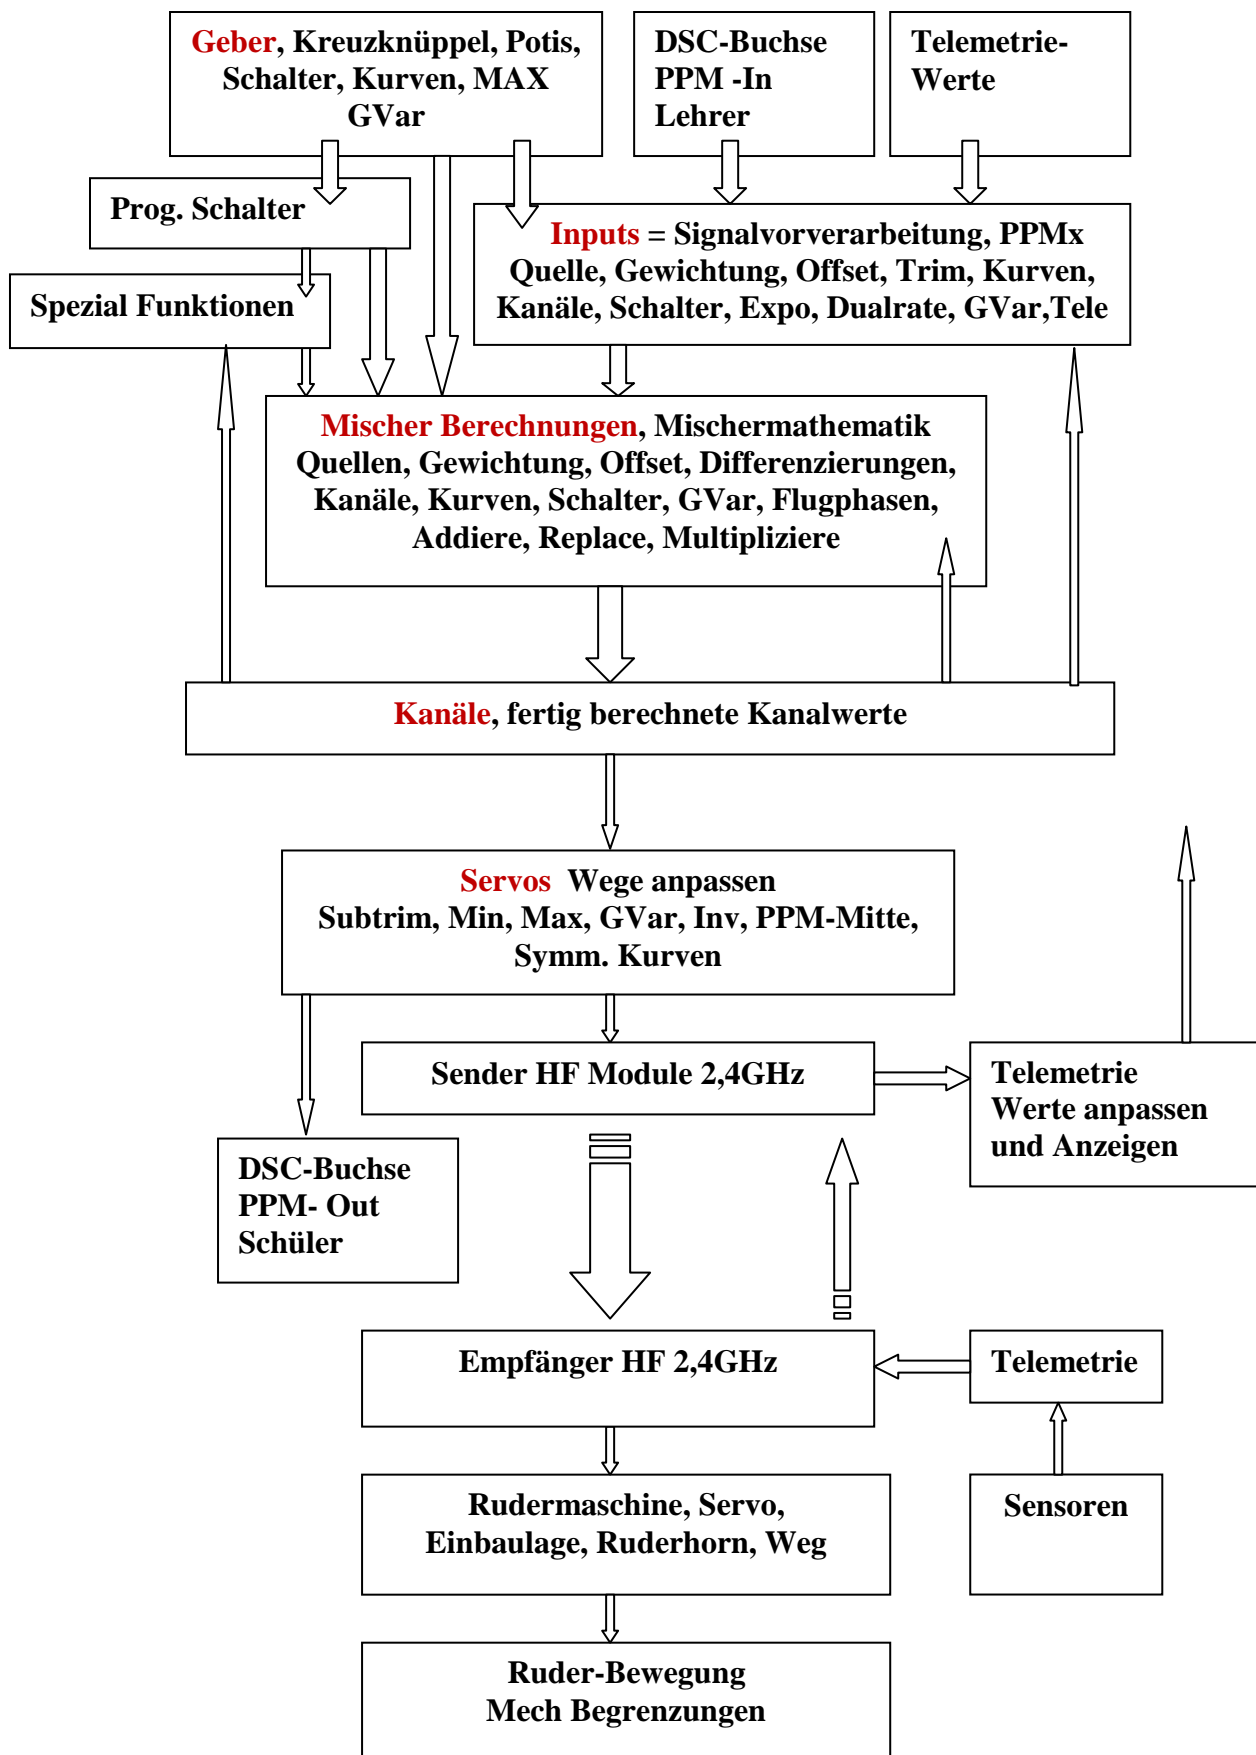 Geber, Kreuzknüppel, Potis,
Schalter, Kurven, MAX
GVar
DSC-Buchse
PPM -In
Lehrer
Telemetrie-
Werte
Prog. Schalter
Inputs = Signalvorverarbeitung, PPMx
Quelle, Gewichtung, Offset, Trim, Kurven,
Kanäle, Schalter, Expo, Dualrate, GVar,Tele
Spezial Funktionen
Mischer Berechnungen, Mischermathematik
Quellen, Gewichtung, Offset, Differenzierungen,
Kanäle, Kurven, Schalter, GVar, Flugphasen,
Addiere, Replace, Multipliziere
Kanäle, fertig berechnete Kanalwerte
Servos Wege anpassen
Subtrim, Min, Max, GVar, Inv, PPM-Mitte,
Symm. Kurven
Sender HF Module 2,4GHz
Telemetrie
Werte anpassen
und Anzeigen
DSC-Buchse
PPM- Out
Schüler
Empfänger HF 2,4GHz
Telemetrie
Rudermaschine, Servo,
Einbaulage, Ruderhorn, Weg
Sensoren
Ruder-Bewegung
Mech Begrenzungen